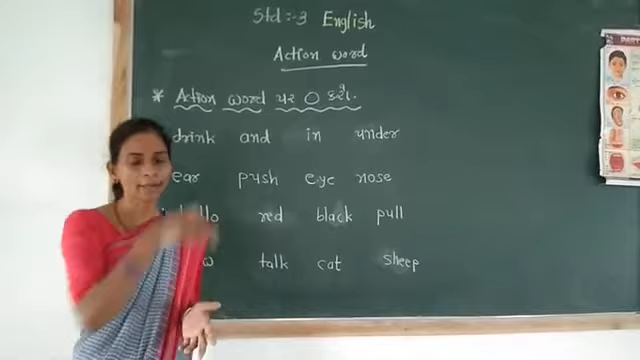 Std :- 3 English
Action word
* Action word પર O કરો.
drink and in under
ear push eye nose
red black pull
talk cat sheep